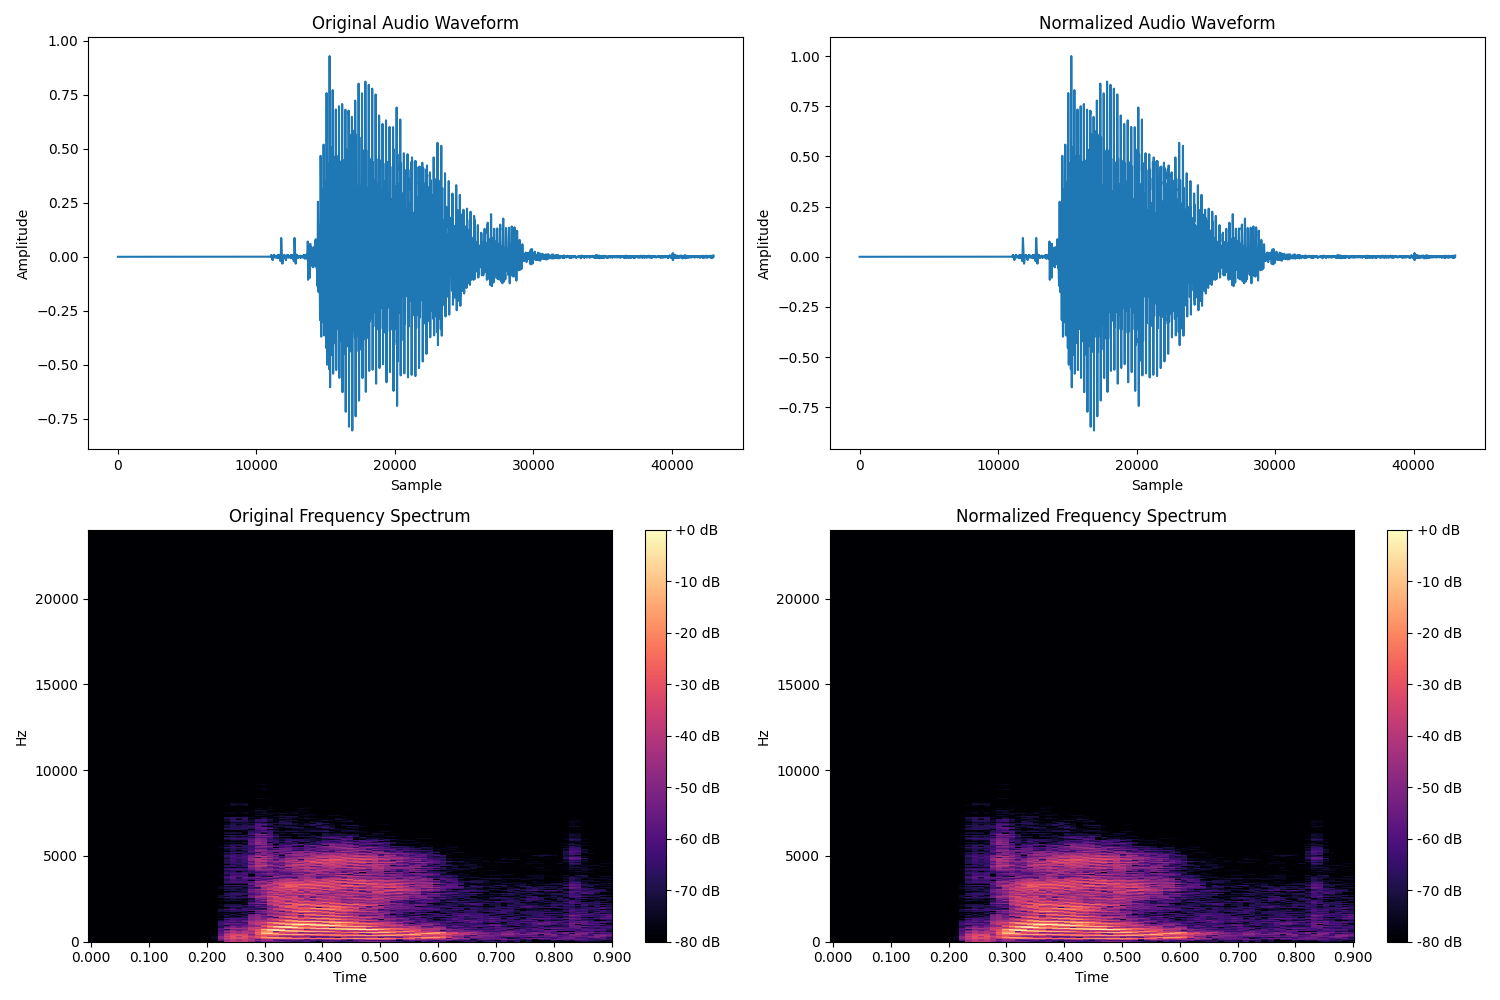 Original Audio Waveform
Normalized Audio Waveform
1.00
0.75
0.50
0.25
0.00
−0.25
−0.50
−0.75
Amplitude
0
10000
20000
30000
40000
Sample
1.00
0.75
0.50
0.25
0.00
−0.25
−0.50
−0.75
Amplitude
0
10000
20000
30000
40000
Sample
Original Frequency Spectrum
20000
15000
10000
5000
0
Hz
0.000
0.100
0.200
0.300
0.400
0.500
0.600
0.700
0.800
0.900
Time
+0 dB
-10 dB
-20 dB
-30 dB
-40 dB
-50 dB
-60 dB
-70 dB
-80 dB
Normalized Frequency Spectrum
20000
15000
10000
5000
0
Hz
0.000
0.100
0.200
0.300
0.400
0.500
0.600
0.700
0.800
0.900
Time
+0 dB
-10 dB
-20 dB
-30 dB
-40 dB
-50 dB
-60 dB
-70 dB
-80 dB